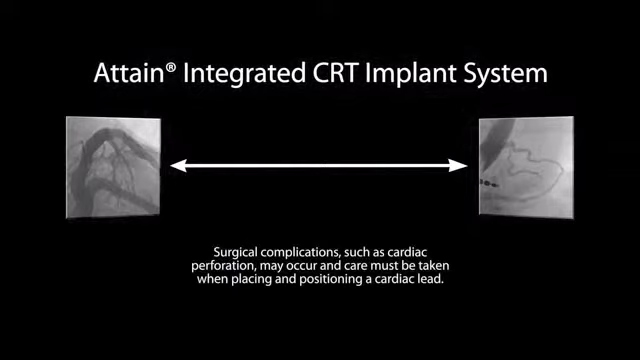 Attain® Integrated CRT Implant System
Surgical complications, such as cardiac
perforation, may occur and care must be taken
when placing and positioning a cardiac lead.